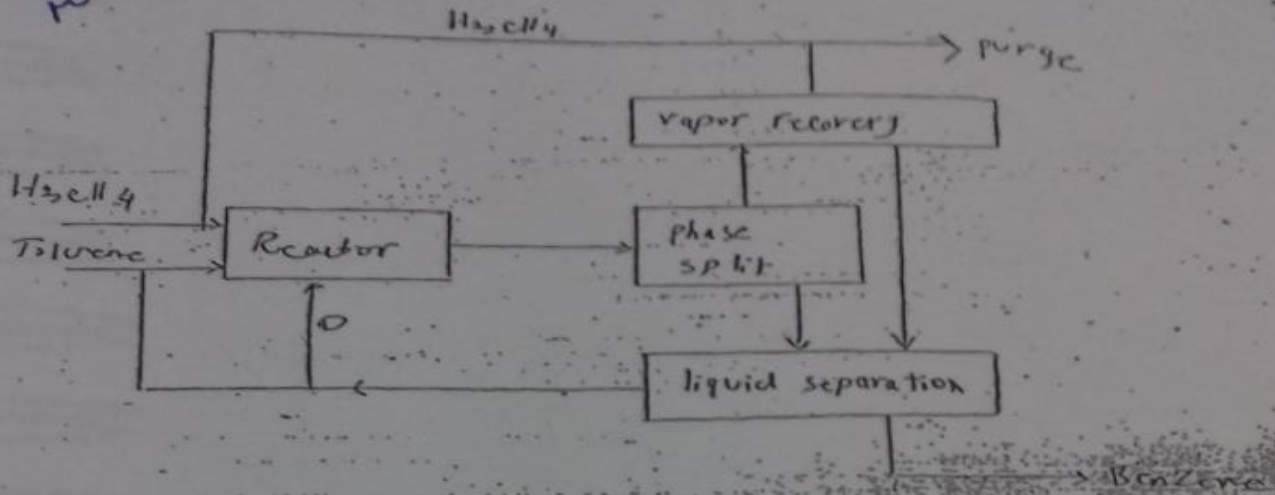 H2, CH4
purge
vapor recovery
H2, CH4
Toluene
Reactor
phase
split
D
liquid separation
Benzene